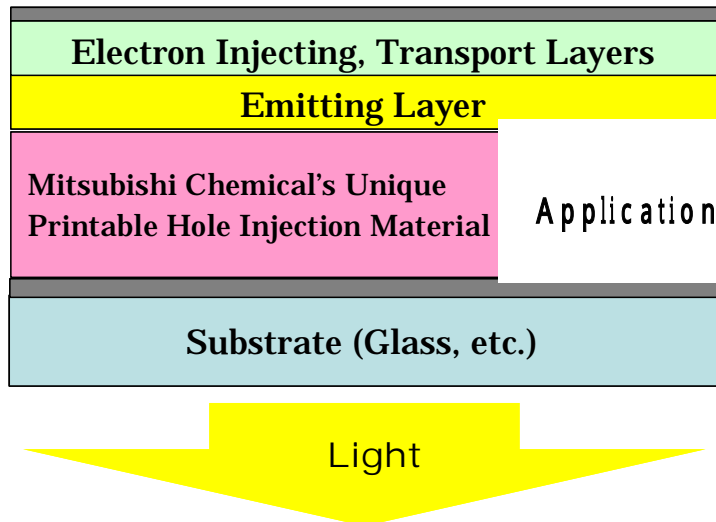 Electron Injecting, Transport Layers
Emitting Layer
Mitsubishi Chemical's Unique
Printable Hole Injection Material
Application
Substrate (Glass, etc.)
Light